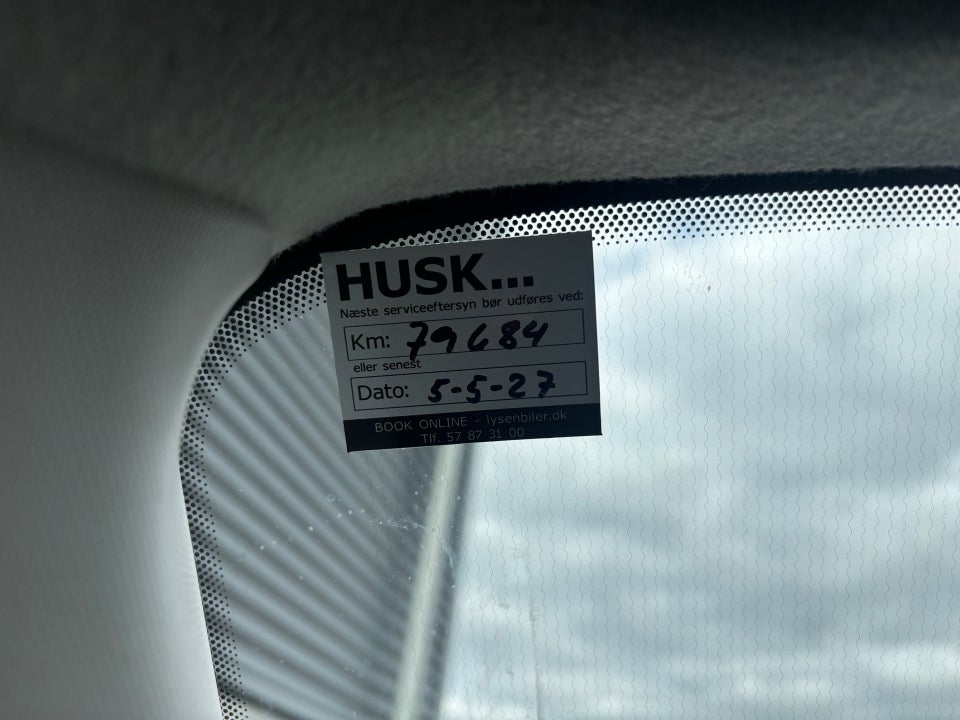 HUSK...
Næste serviceeftersyn bør udføres ved:
Km: 79684
eller senest
Dato: 5-5-27
BOOK ONLINE - lysenbiler.dk
Tlf. 57 87 31 00